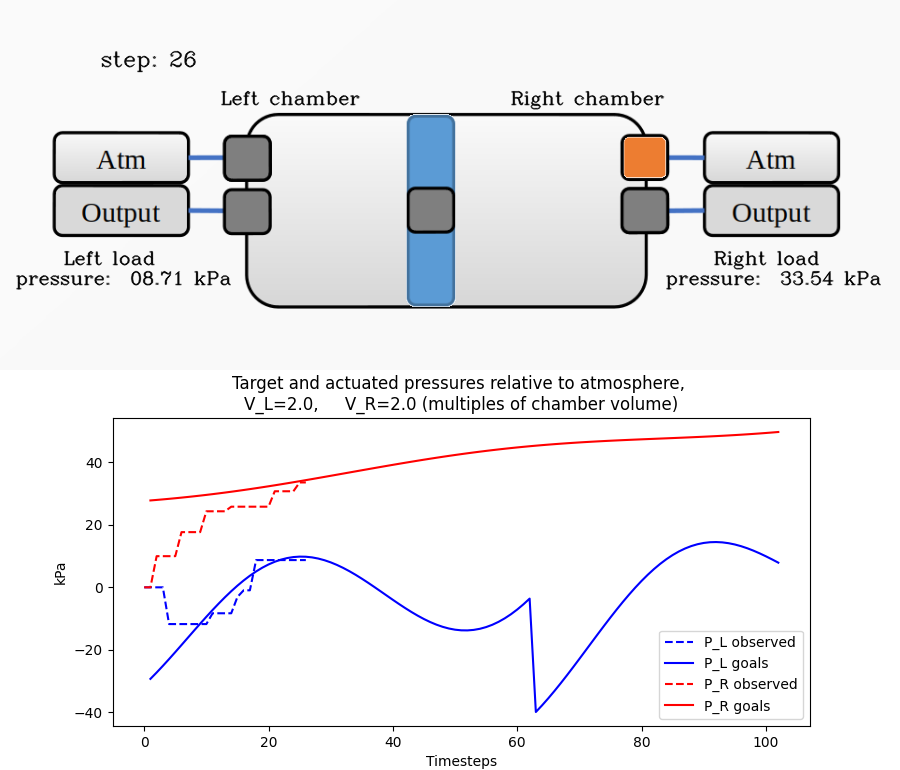 step: 26
Left chamber
Right chamber
Atm
Atm
Output
Output
Left load
pressure: 08.71 kPa
Right load
pressure: 33.54 kPa
Target and actuated pressures relative to atmosphere,
V_L=2.0, V_R=2.0 (multiples of chamber volume)
40
20
0
−20
−40
kPa
P_L observed
P_L goals
P_R observed
P_R goals
0 20 40 60 80 100
Timesteps